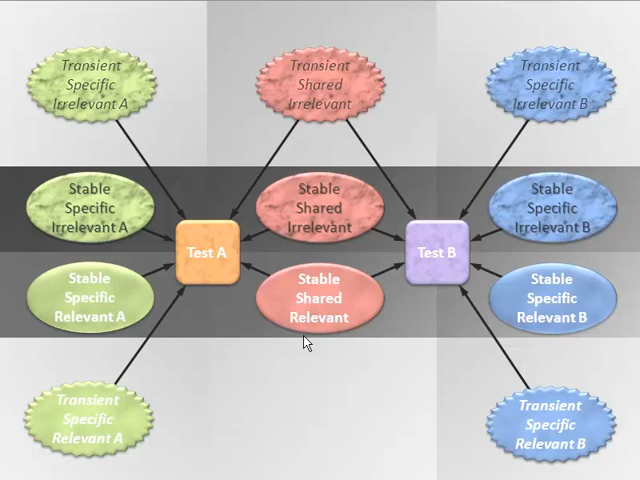 Transient
Specific
Irrelevant A
Transient
Shared
Irrelevant
Transient
Specific
Irrelevant B
Stable
Specific
Irrelevant A
Stable
Shared
Irrelevant
Stable
Specific
Irrelevant B
Test A
Test B
Stable
Specific
Relevant A
Stable
Shared
Relevant
Stable
Specific
Relevant B
Transient
Specific
Relevant A
Transient
Specific
Relevant B